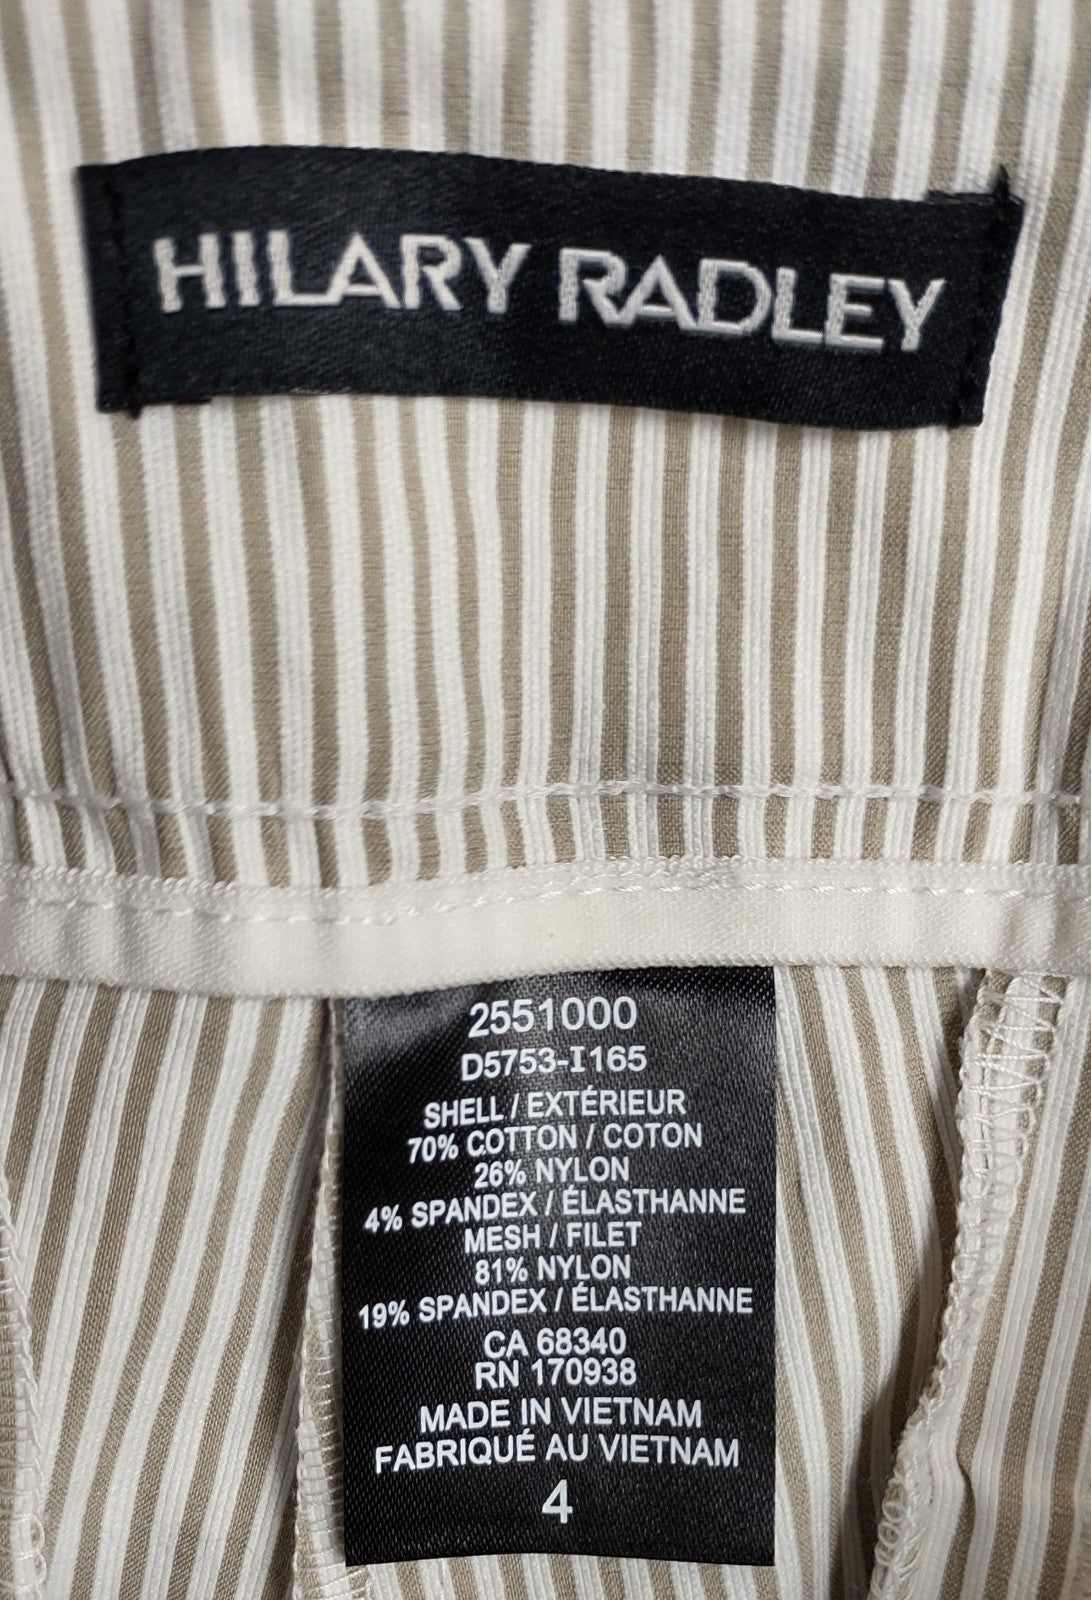 HILARY RADLEY
2551000
D5753-I165
SHELL / EXTÉRIEUR
70% COTTON / COTON
26% NYLON
4% SPANDEX / ÉLASTHANNE
MESH / FILET
81% NYLON
19% SPANDEX / ÉLASTHANNE
CA 68340
RN 170938
MADE IN VIETNAM
FABRIQUÉ AU VIETNAM
4